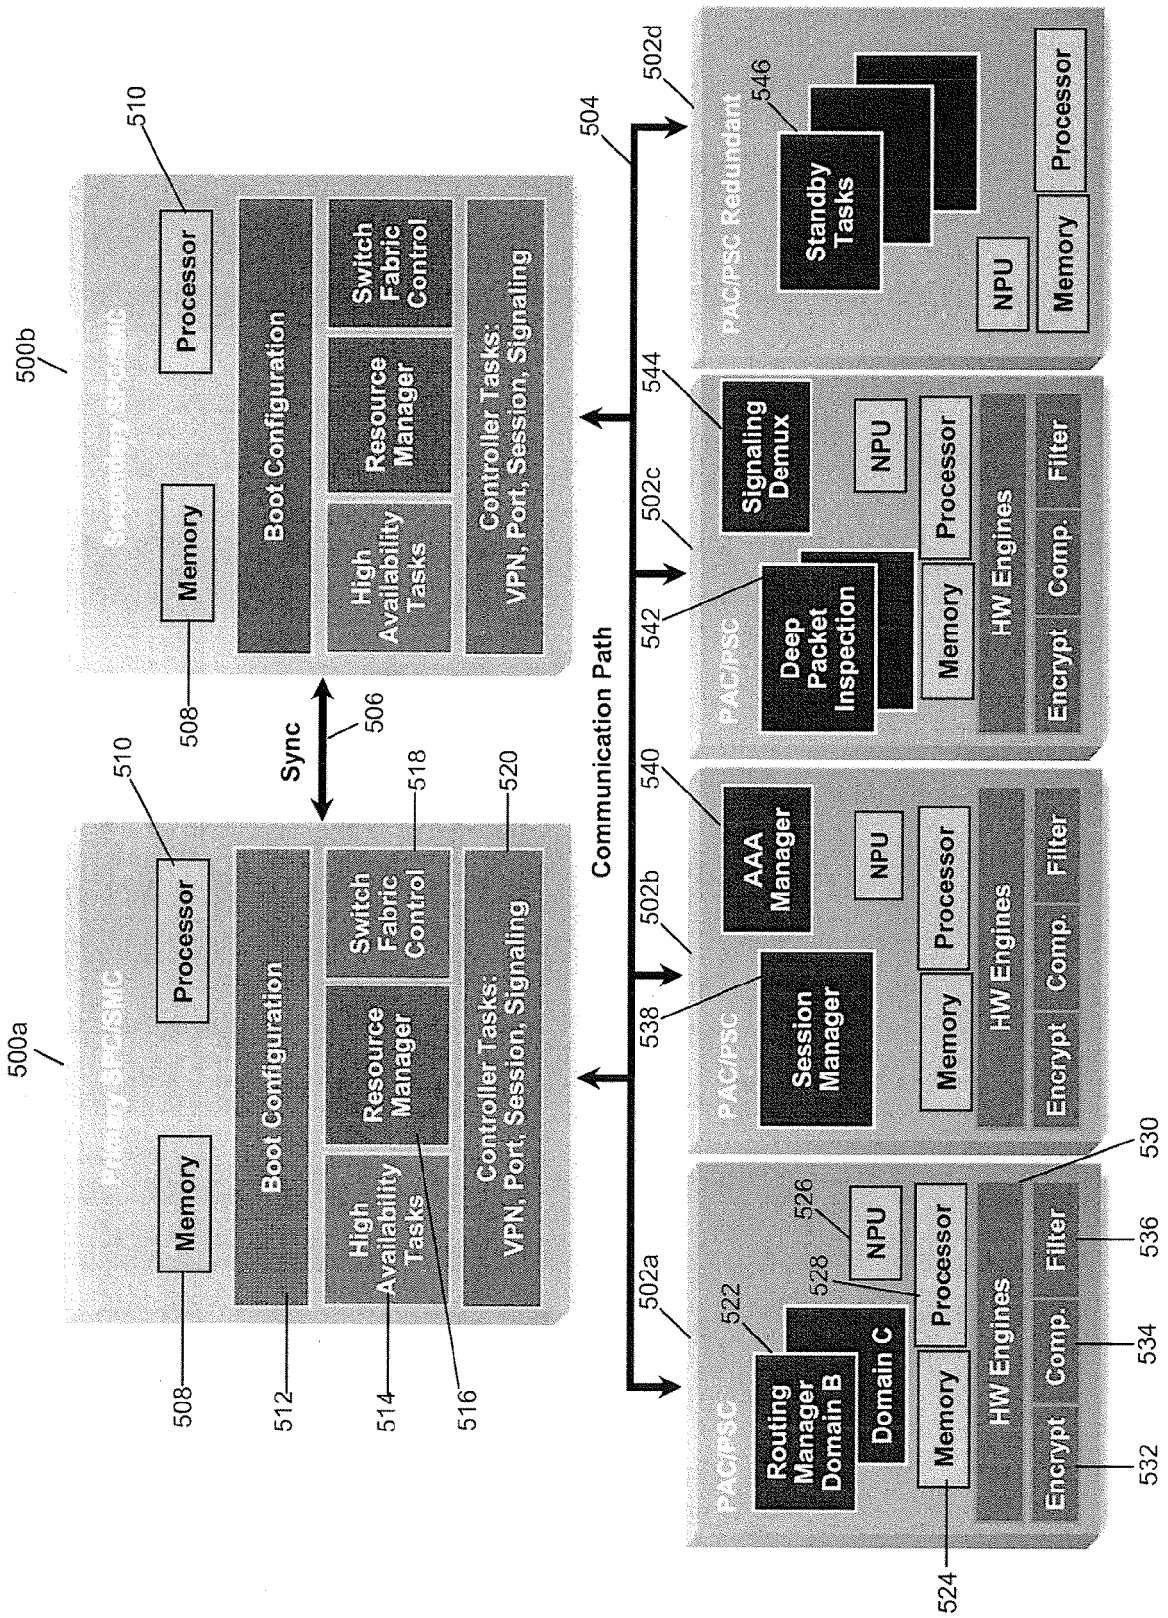 500a
Primary SPC/SMC
Memory
Processor
508
510
Boot Configuration
512
High
Availability
Tasks
514
Resource
Manager
516
Switch
Fabric
Control
518
Controller Tasks:
VPN, Port, Session, Signaling
520
Sync
506
500b
Secondary SPC/SMC
Memory
Processor
508
510
Boot Configuration
High
Availability
Tasks
Resource
Manager
Switch
Fabric
Control
Controller Tasks:
VPN, Port, Session, Signaling
Communication Path
504
502a
PAC/PSC
522
Routing
Manager
Domain B
Domain C
526
NPU
528
Memory
Processor
524
HW Engines
530
Encrypt
Comp.
Filter
532
534
536
502b
PAC/PSC
538
Session
Manager
540
AAA
Manager
NPU
Memory
Processor
HW Engines
Encrypt
Comp.
Filter
502c
PAC/PSC
542
Deep
Packet
Inspection
544
Signaling
Demux
NPU
Memory
Processor
HW Engines
Encrypt
Comp.
Filter
502d
PAC/PSC Redundant
546
Standby
Tasks
NPU
Memory
Processor